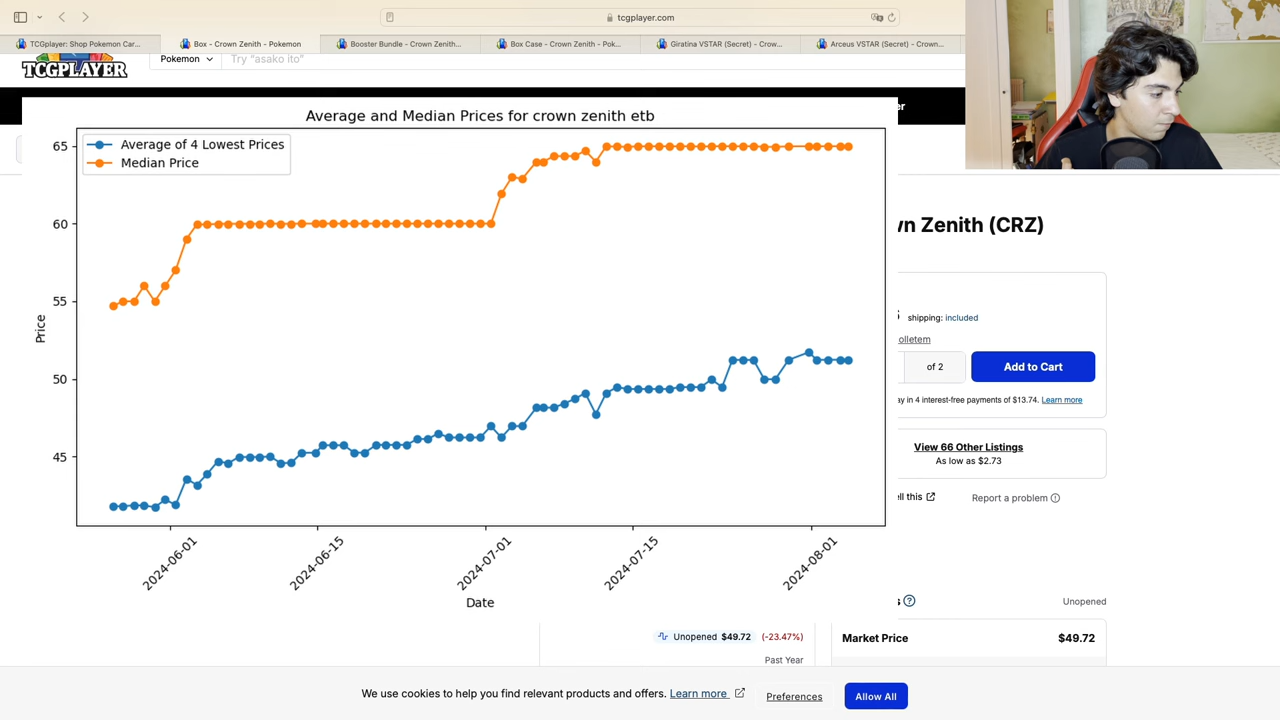 tcgplayer.com
TCGplayer: Shop Pokemon Car...
Box - Crown Zenith - Pokemon
Booster Bundle - Crown Zenith...
Box Case - Crown Zenith - Pok...
Giratina VSTAR (Secret) - Crow...
Arceus VSTAR (Secret) - Crown...
TCGPLAYER
Pokemon
Try "asako ito"
er
Average and Median Prices for crown zenith etb
Average of 4 Lowest Prices
Median Price
65
60
55
50
45
Price
2024-06-01
2024-06-15
2024-07-01
2024-07-15
2024-08-01
Date
vn Zenith (CRZ)
shipping: included
olletem
of 2
Add to Cart
ay in 4 interest-free payments of $13.74. Learn more
View 66 Other Listings
As low as $2.73
ell this
Report a problem
Unopened
Unopened $49.72 (-23.47%)
Market Price $49.72
Past Year
We use cookies to help you find relevant products and offers. Learn more
Preferences
Allow All